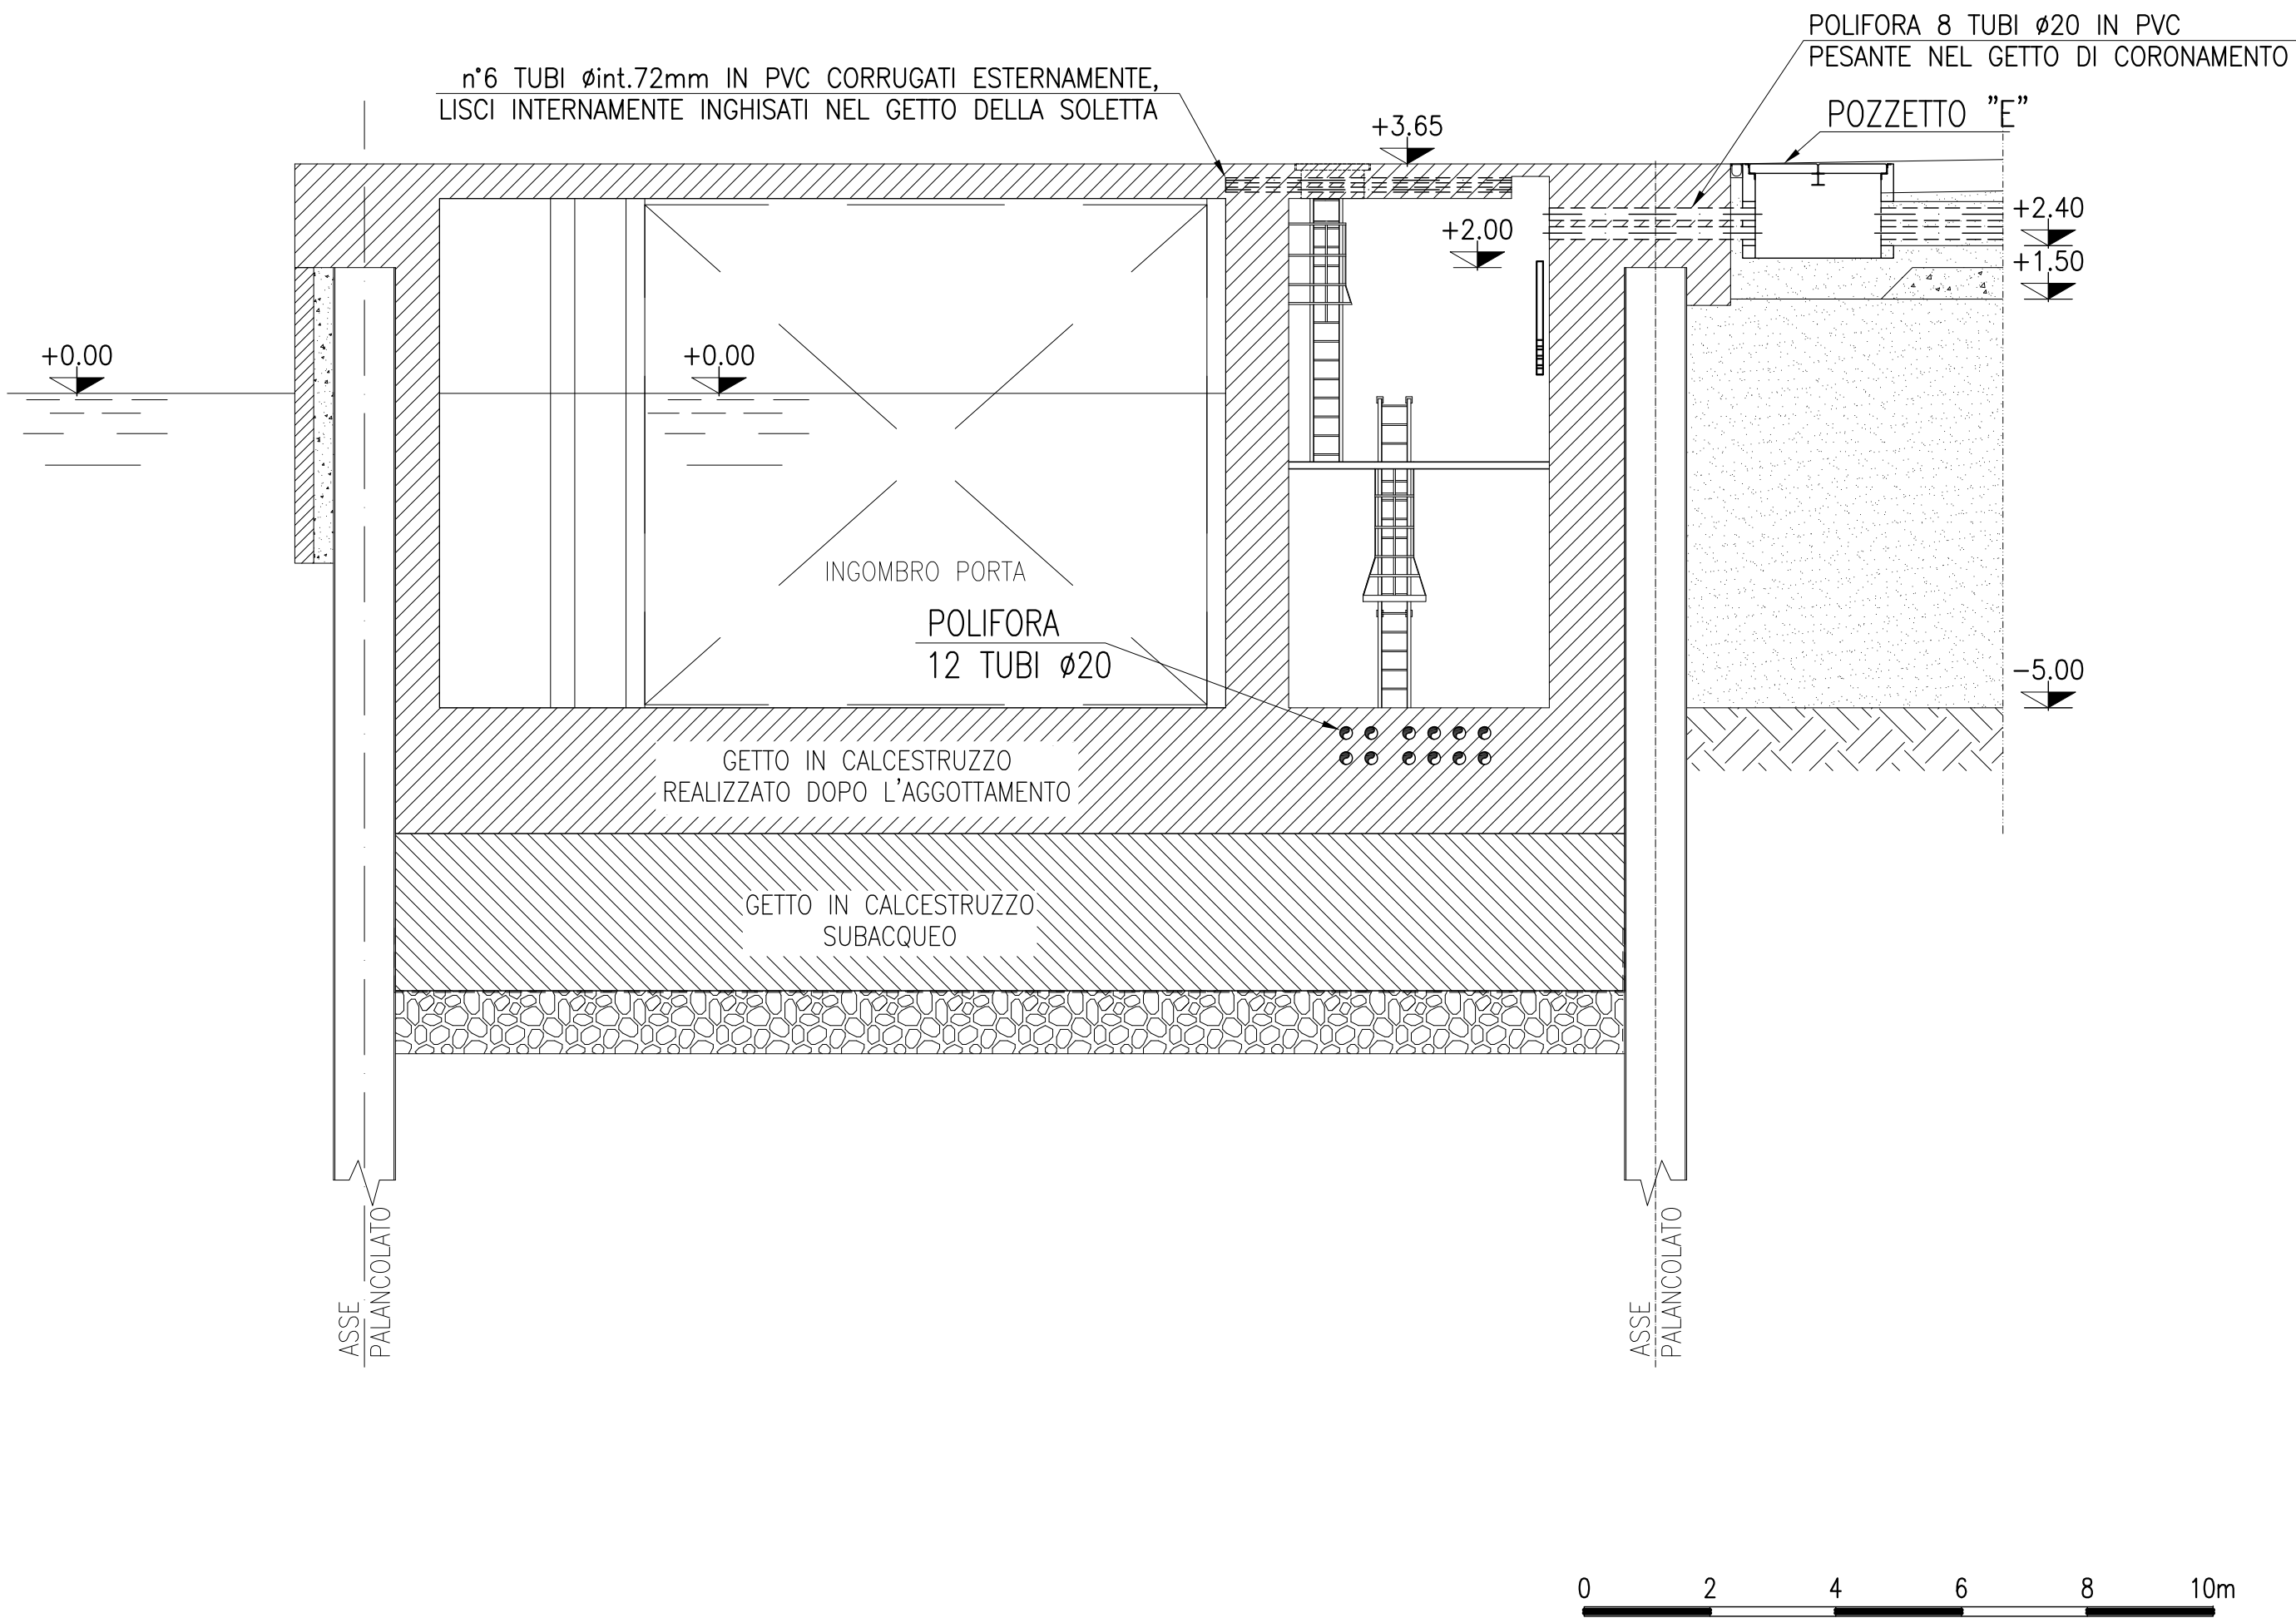 POLIFORA 8 TUBI ø20 IN PVC
PESANTE NEL GETTO DI CORONAMENTO
n°6 TUBI øint.72mm IN PVC CORRUGATI ESTERNAMENTE,
LISCI INTERNAMENTE INGHISATI NEL GETTO DELLA SOLETTA
POZZETTO "E"
+3.65
+2.00
+2.40
+1.50
+0.00
+0.00
INGOMBRO PORTA
POLIFORA
12 TUBI ø20
-5.00
GETTO IN CALCESTRUZZO
REALIZZATO DOPO L'AGGOTTAMENTO
GETTO IN CALCESTRUZZO
SUBACQUEO
ASSE
PALANCOLATO
ASSE
PALANCOLATO
0 2 4 6 8 10m